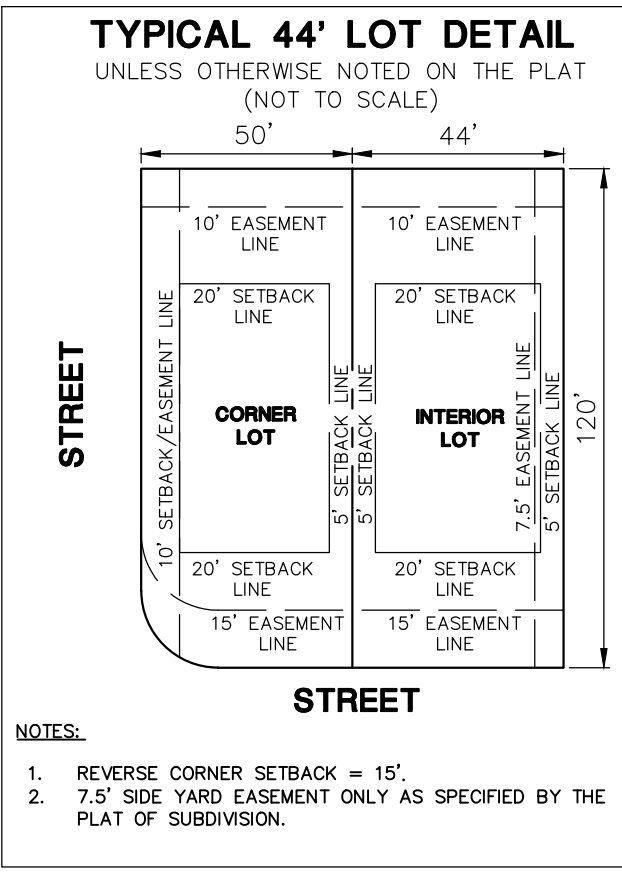 TYPICAL 44' LOT DETAIL
UNLESS OTHERWISE NOTED ON THE PLAT
(NOT TO SCALE)
50'
44'
10' EASEMENT
LINE
10' EASEMENT
LINE
20' SETBACK
LINE
20' SETBACK
LINE
STREET
10' SETBACK/EASEMENT LINE
CORNER
LOT
5' SETBACK LINE
5' SETBACK LINE
INTERIOR
LOT
7.5' EASEMENT LINE
5' SETBACK LINE
120'
20' SETBACK
LINE
20' SETBACK
LINE
15' EASEMENT
LINE
15' EASEMENT
LINE
STREET
NOTES:
1. REVERSE CORNER SETBACK = 15'.
2. 7.5' SIDE YARD EASEMENT ONLY AS SPECIFIED BY THE
PLAT OF SUBDIVISION.